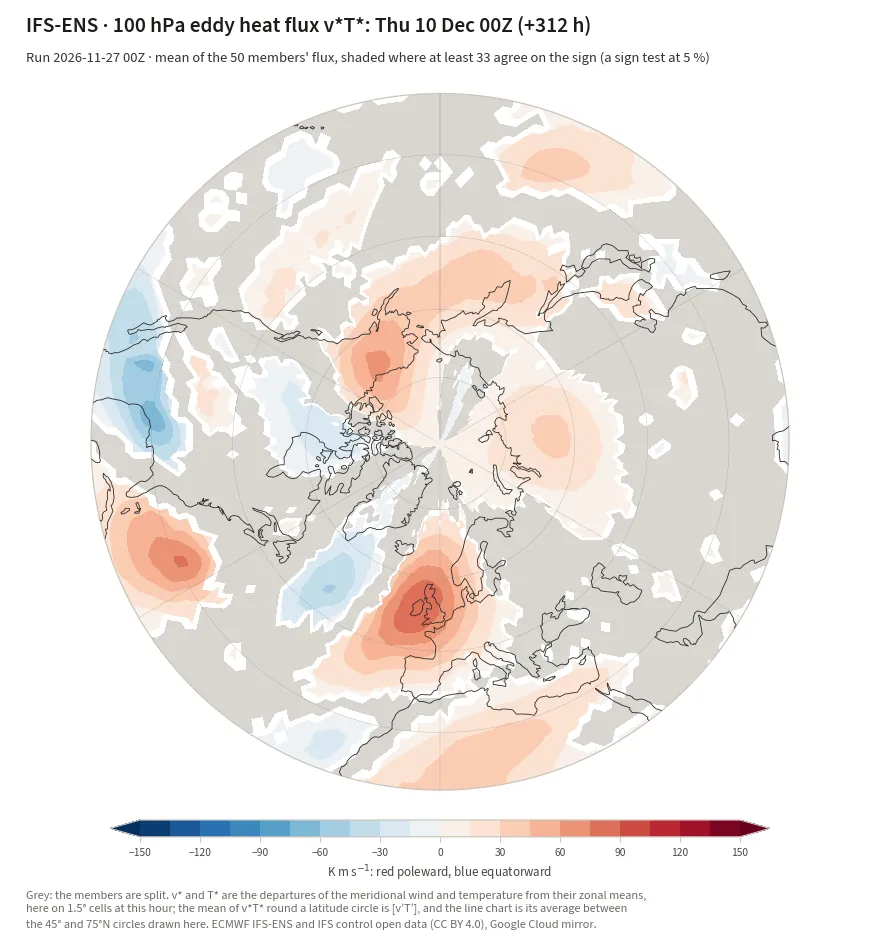 IFS-ENS · 100 hPa eddy heat flux v*T*: Thu 10 Dec 00Z (+312 h)
Run 2026-11-27 00Z · mean of the 50 members' flux, shaded where at least 33 agree on the sign (a sign test at 5 %)
−150 −120 −90 −60 −30 0 30 60 90 120 150
K m s⁻¹: red poleward, blue equatorward
Grey: the members are split. v* and T* are the departures of the meridional wind and temperature from their zonal means,
here on 1.5° cells at this hour; the mean of v*T* round a latitude circle is [v′T′], and the line chart is its average between
the 45° and 75°N circles drawn here. ECMWF IFS-ENS and IFS control open data (CC BY 4.0), Google Cloud mirror.